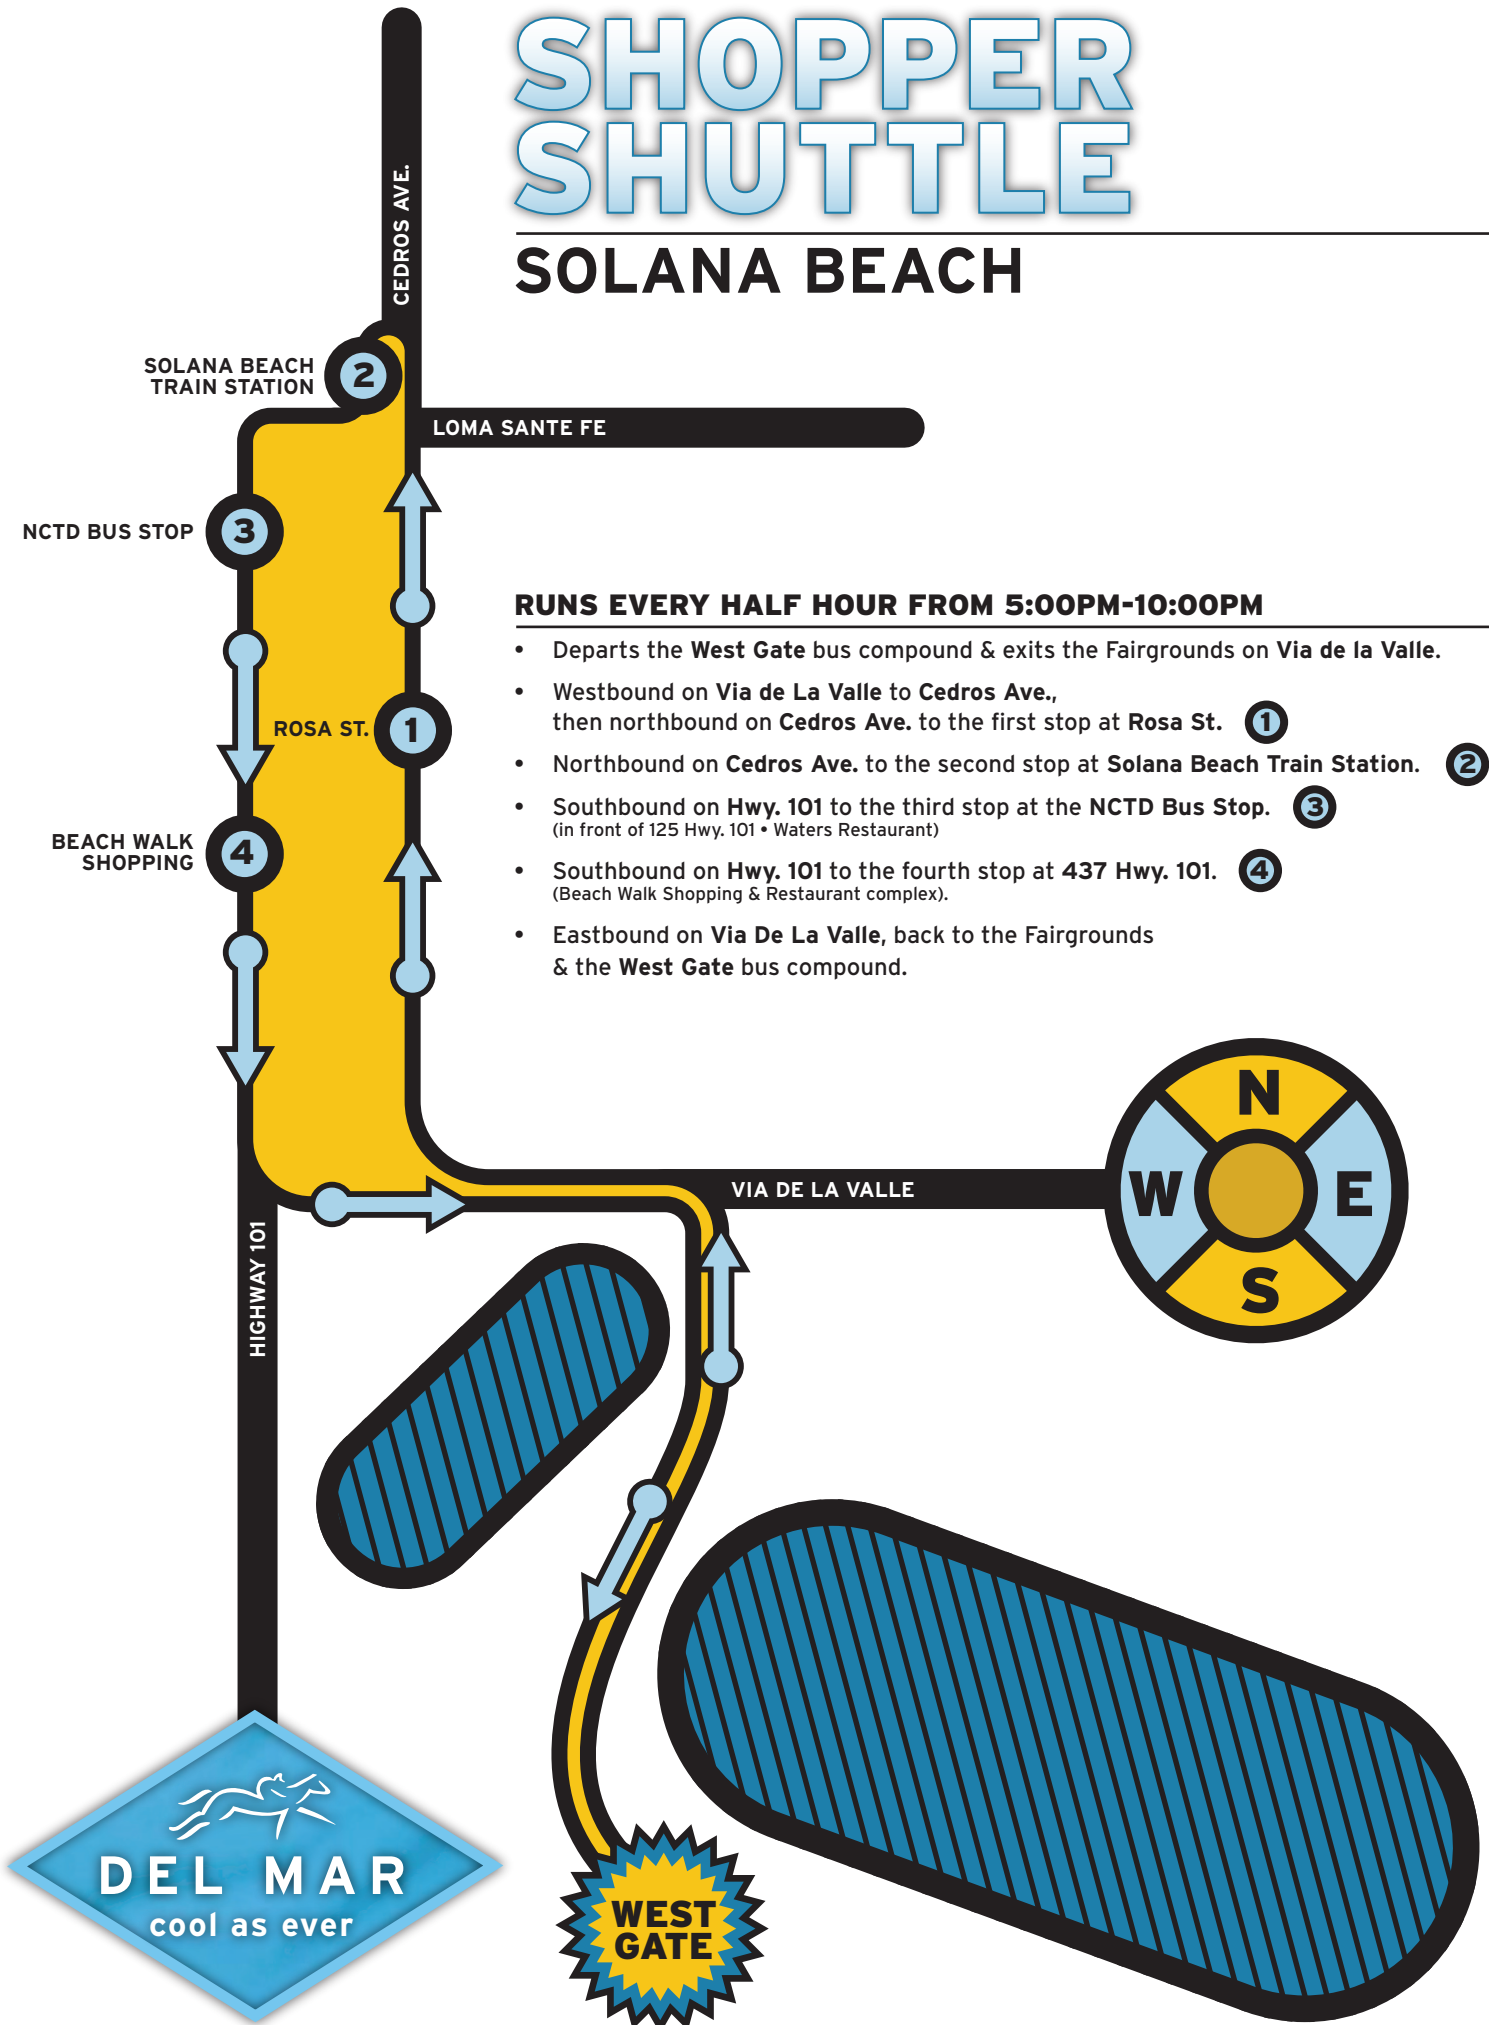 SHOPPER
SHUTTLE
SOLANA BEACH
CEDROS AVE.
SOLANA BEACH
TRAIN STATION
2
LOMA SANTE FE
NCTD BUS STOP
3
RUNS EVERY HALF HOUR FROM 5:00PM-10:00PM
• Departs the West Gate bus compound & exits the Fairgrounds on Via de la Valle.
• Westbound on Via de La Valle to Cedros Ave.,
then northbound on Cedros Ave. to the first stop at Rosa St. 1
• Northbound on Cedros Ave. to the second stop at Solana Beach Train Station. 2
• Southbound on Hwy. 101 to the third stop at the NCTD Bus Stop. 3
(in front of 125 Hwy. 101 • Waters Restaurant)
• Southbound on Hwy. 101 to the fourth stop at 437 Hwy. 101. 4
(Beach Walk Shopping & Restaurant complex).
• Eastbound on Via De La Valle, back to the Fairgrounds
& the West Gate bus compound.
ROSA ST.
1
BEACH WALK
SHOPPING
4
N
W
E
S
VIA DE LA VALLE
HIGHWAY 101
DEL MAR
cool as ever
WEST
GATE